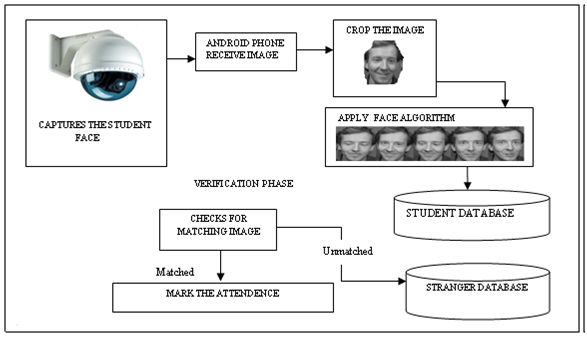 CAPTURES THE STUDENT
FACE
ANDROID PHONE
RECEIVE IMAGE
CROP THE IMAGE
APPLY FACE ALGORITHM
STUDENT DATABASE
VERIFICATION PHASE
CHECKS FOR
MATCHING IMAGE
Unmatched
Matched
MARK THE ATTENDENCE
STRANGER DATABASE